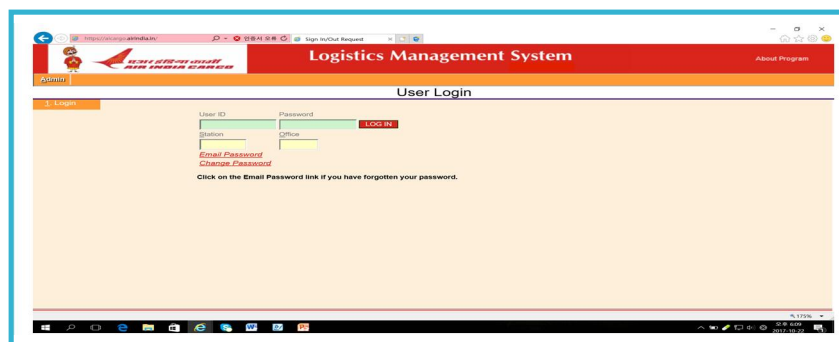 https://aicargo.airindia.in/
인증서 오류
Sign In/Out Request
AIR INDIA CARGO
Logistics Management System
About Program
Admin
User Login
1. Login
User ID Password
LOG IN
Station Office
Email Password
Change Password
Click on the Email Password link if you have forgotten your password.
175%
오후 6:09
2017-10-22